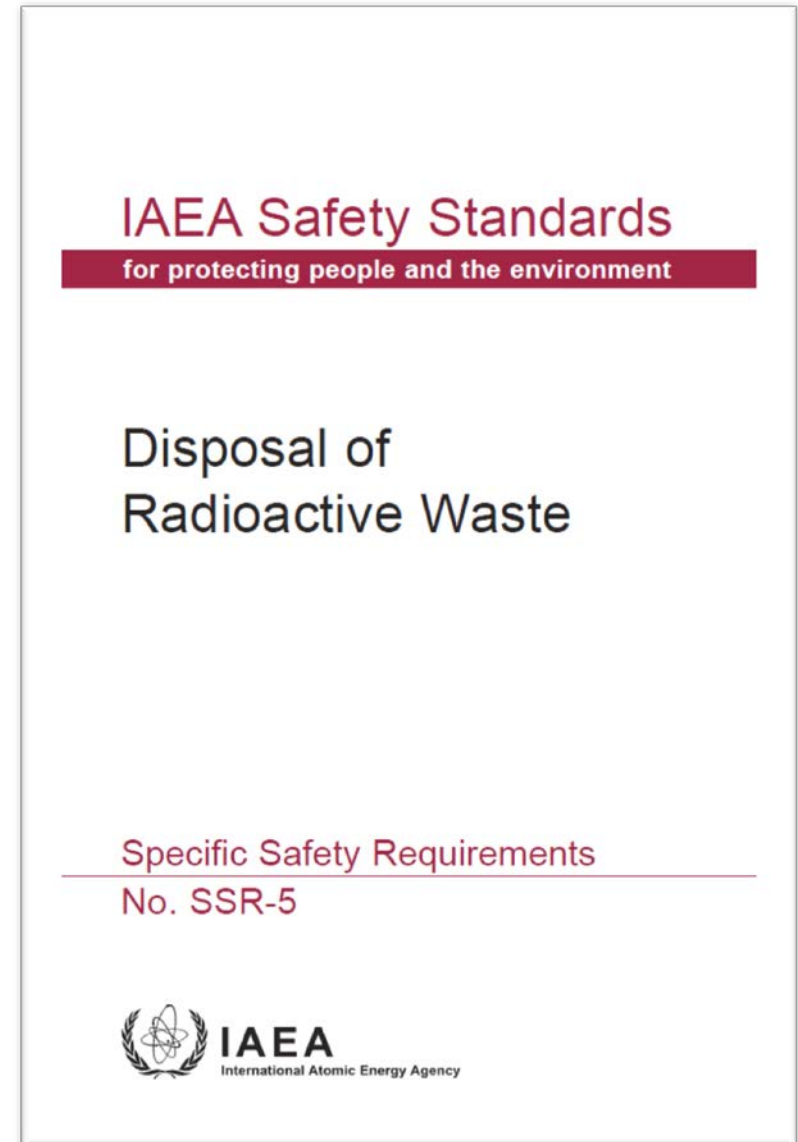 IAEA Safety Standards
for protecting people and the environment
Disposal of
Radioactive Waste
Specific Safety Requirements
No. SSR-5
IAEA
International Atomic Energy Agency